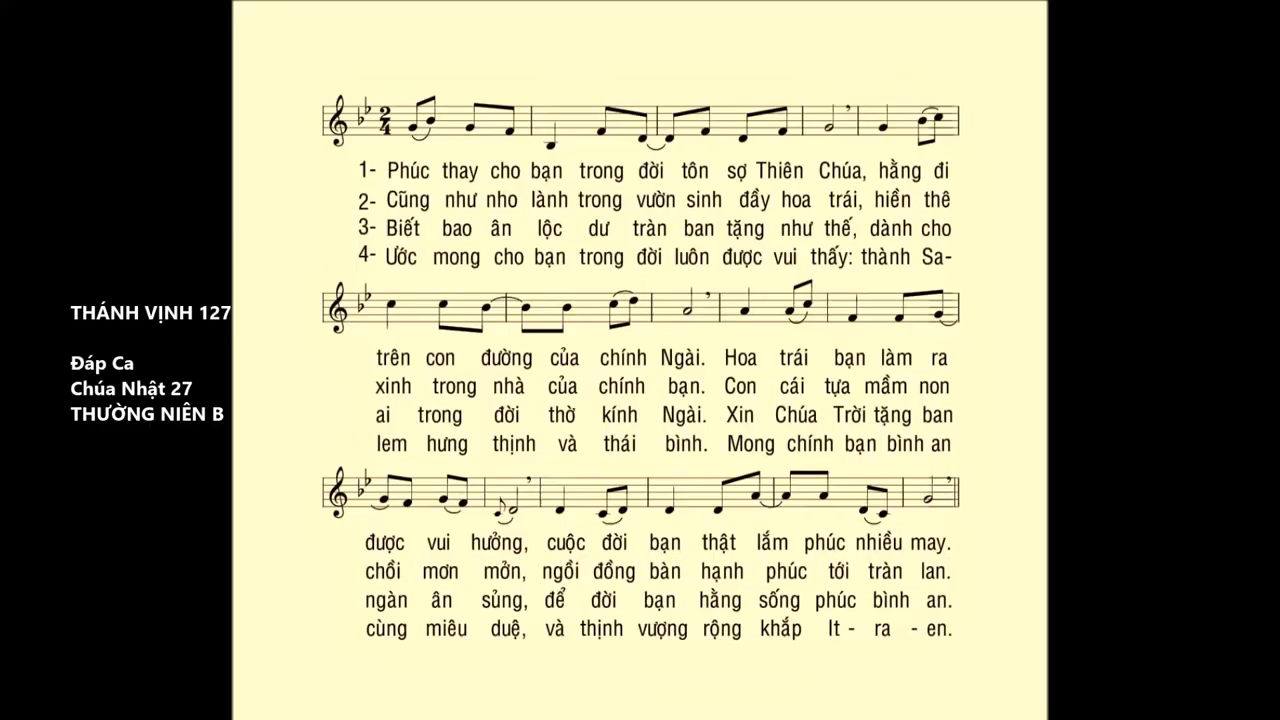 THÁNH VỊNH 127
Đáp Ca
Chúa Nhật 27
THƯỜNG NIÊN B
2
4
1- Phúc thay cho bạn trong đời tôn sợ Thiên Chúa, hằng đi
2- Cũng như nho lành trong vườn sinh đầy hoa trái, hiền thê
3- Biết bao ân lộc dư tràn ban tặng như thế, dành cho
4- Ước mong cho bạn trong đời luôn được vui thấy: thành Sa-
trên con đường của chính Ngài. Hoa trái bạn làm ra
xinh trong nhà của chính bạn. Con cái tựa mầm non
ai trong đời thờ kính Ngài. Xin Chúa Trời tặng ban
lem hưng thịnh và thái bình. Mong chính bạn bình an
được vui hưởng, cuộc đời bạn thật lắm phúc nhiều may.
chồi mơn mởn, ngồi đồng bàn hạnh phúc tới tràn lan.
ngàn ân sủng, để đời bạn hằng sống phúc bình an.
cùng miêu duệ, và thịnh vượng rộng khắp It - ra - en.